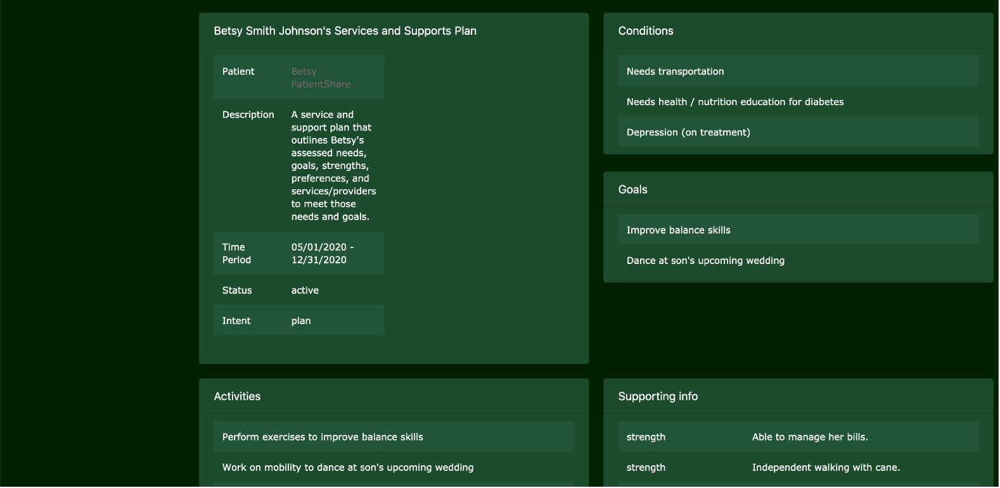 Betsy Smith Johnson's Services and Supports Plan
Patient
Betsy
PatientShare
Description
A service and
support plan that
outlines Betsy's
assessed needs,
goals, strengths,
preferences, and
services/providers
to meet those
needs and goals.
Time
Period
05/01/2020 -
12/31/2020
Status
active
Intent
plan
Conditions
Needs transportation
Needs health / nutrition education for diabetes
Depression (on treatment)
Goals
Improve balance skills
Dance at son's upcoming wedding
Activities
Perform exercises to improve balance skills
Work on mobility to dance at son's upcoming wedding
Supporting info
strength
Able to manage her bills.
strength
Independent walking with cane.